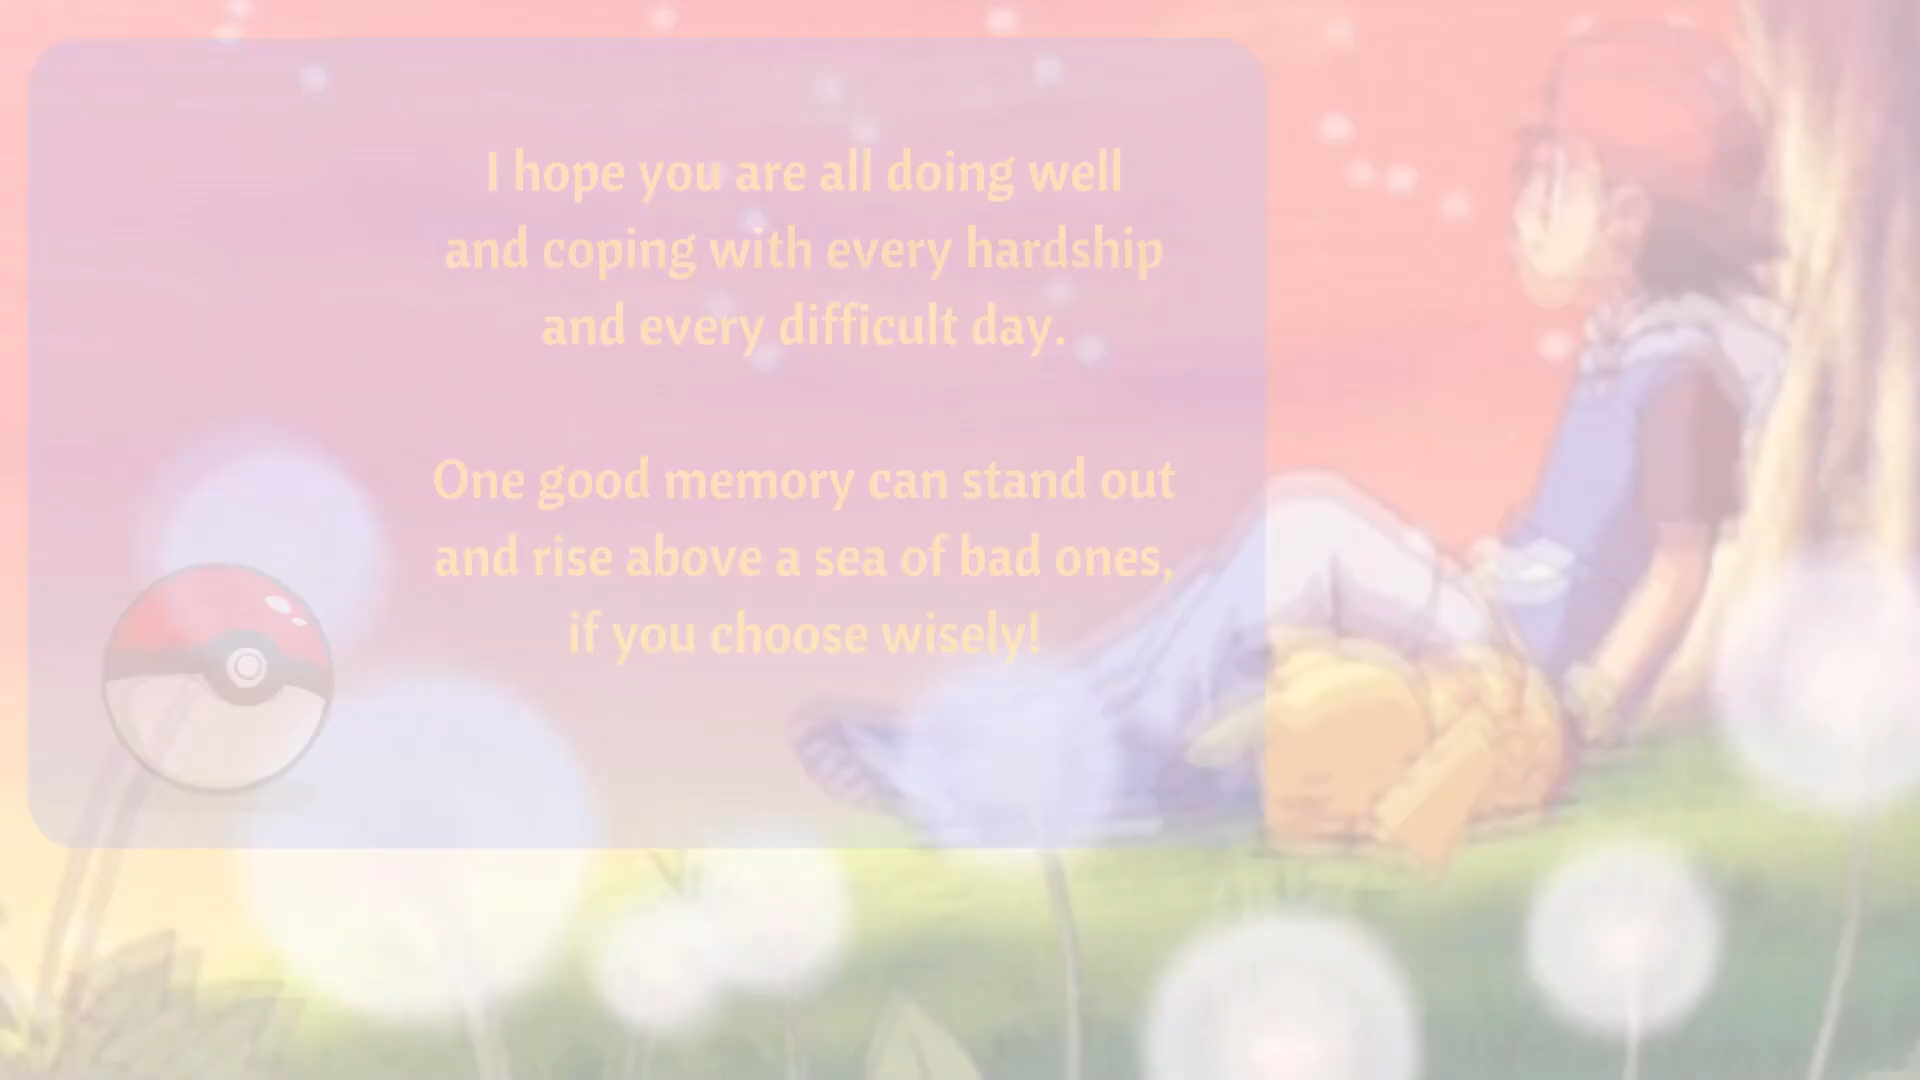 I hope you are all doing well
and coping with every hardship
and every difficult day.
One good memory can stand out
and rise above a sea of bad ones,
if you choose wisely!